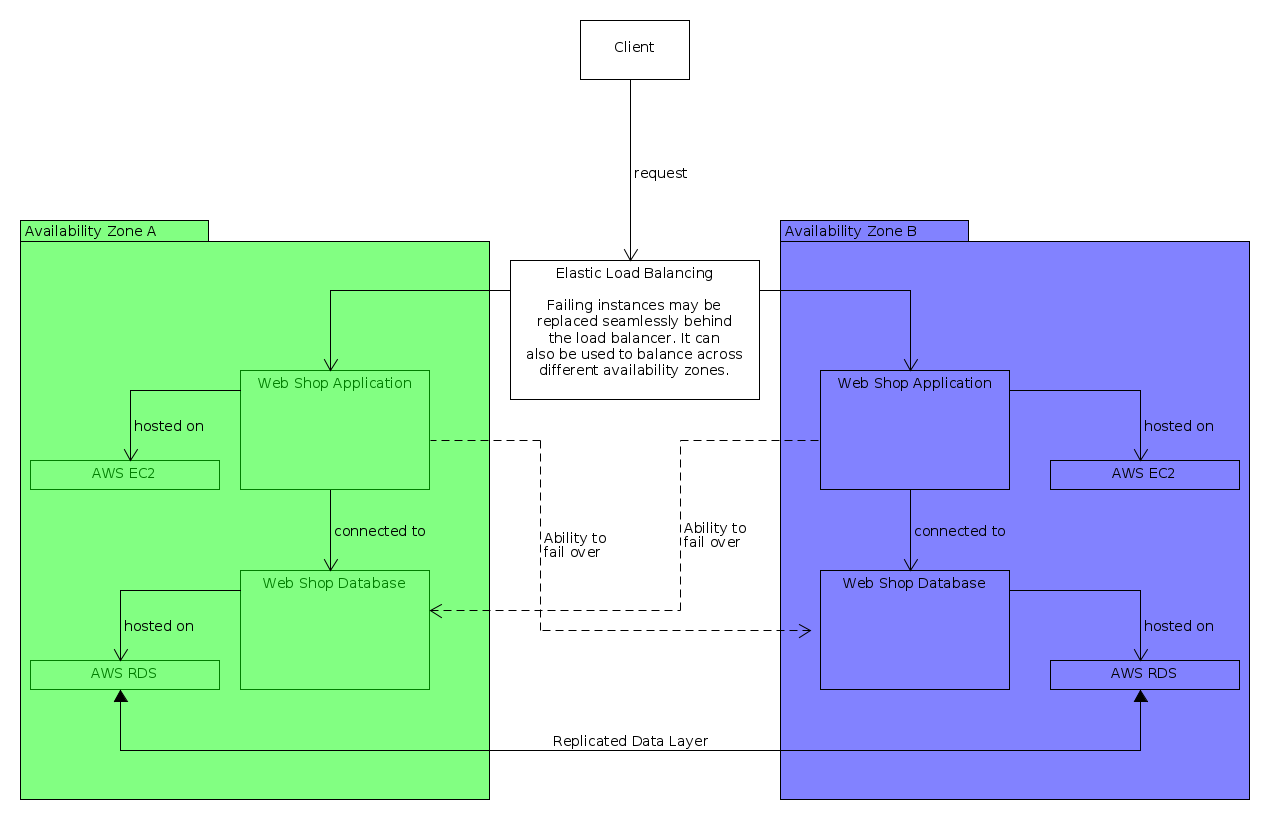 Client
request
Availability Zone A
Availability Zone B
Elastic Load Balancing
Failing instances may be
replaced seamlessly behind
the load balancer. It can
also be used to balance across
different availability zones.
Web Shop Application
Web Shop Application
hosted on
hosted on
AWS EC2
AWS EC2
connected to
Ability to
fail over
Ability to
fail over
connected to
Web Shop Database
Web Shop Database
hosted on
hosted on
AWS RDS
AWS RDS
Replicated Data Layer